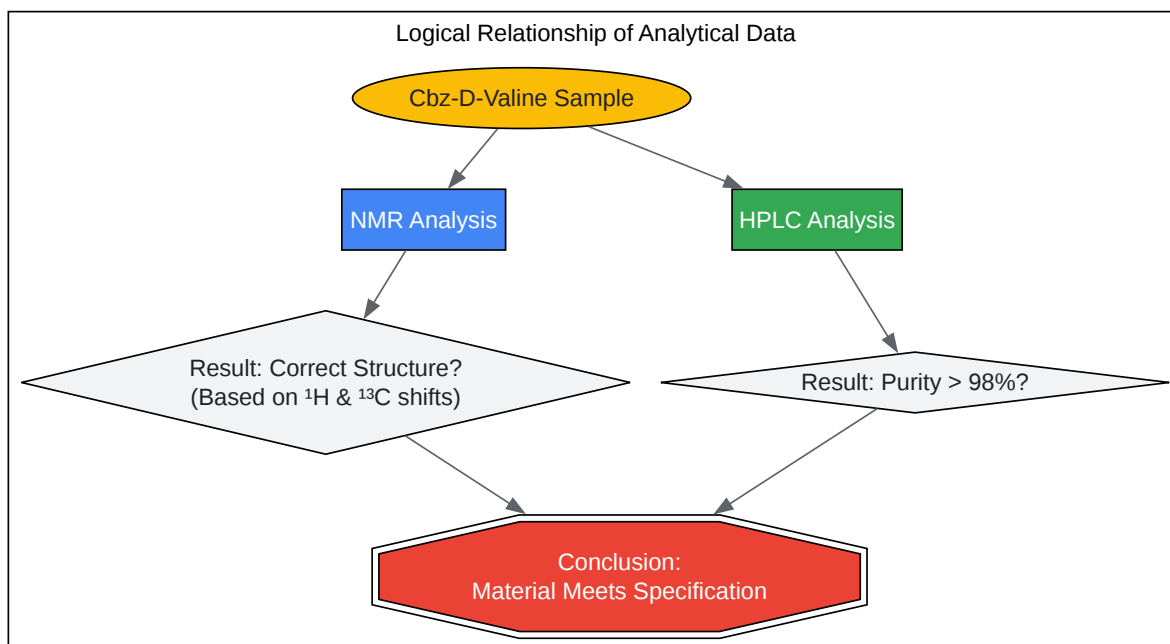 Logical Relationship of Analytical Data
Cbz-D-Valine Sample
NMR Analysis
HPLC Analysis
Result: Correct Structure?
(Based on ¹H & ¹³C shifts)
Result: Purity > 98%?
Conclusion:
Material Meets Specification